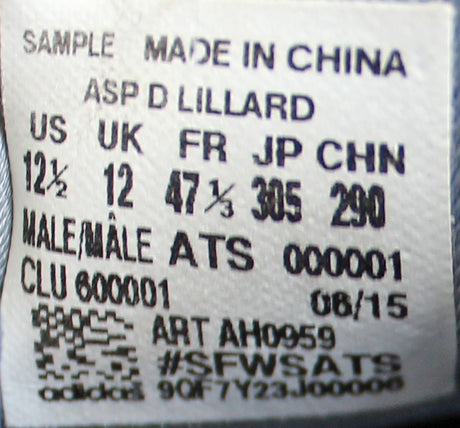 SAMPLE MADE IN CHINA
ASP D LILLARD
US UK FR JP CHN
12½ 12 47⅓ 305 290
MALE/MÂLE ATS 000001
CLU 600001 06/15
ART AH0959
#SFWSATS
adidas 9QF7Y23J00006